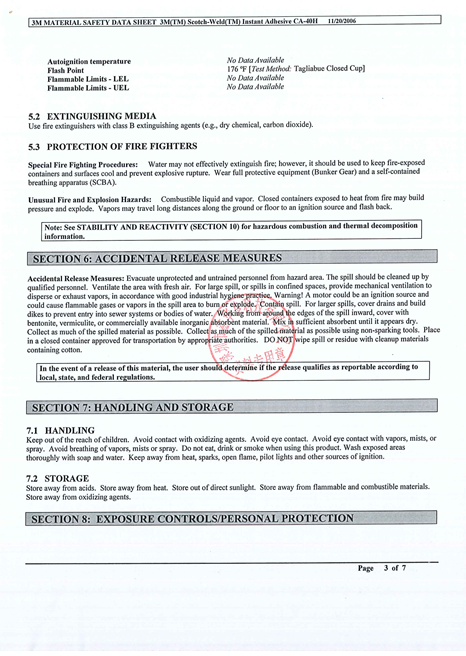 3M MATERIAL SAFETY DATA SHEET 3M(TM) Scotch-Weld(TM) Instant Adhesive CA-40H 11/20/2006
Autoignition temperature No Data Available
Flash Point 176 ºF [Test Method: Tagliabue Closed Cup]
Flammable Limits - LEL No Data Available
Flammable Limits - UEL No Data Available
5.2 EXTINGUISHING MEDIA
Use fire extinguishers with class B extinguishing agents (e.g., dry chemical, carbon dioxide).
5.3 PROTECTION OF FIRE FIGHTERS
Special Fire Fighting Procedures: Water may not effectively extinguish fire; however, it should be used to keep fire-exposed
containers and surfaces cool and prevent explosive rupture. Wear full protective equipment (Bunker Gear) and a self-contained
breathing apparatus (SCBA).
Unusual Fire and Explosion Hazards: Combustible liquid and vapor. Closed containers exposed to heat from fire may build
pressure and explode. Vapors may travel long distances along the ground or floor to an ignition source and flash back.
Note: See STABILITY AND REACTIVITY (SECTION 10) for hazardous combustion and thermal decomposition
information.
SECTION 6: ACCIDENTAL RELEASE MEASURES
Accidental Release Measures: Evacuate unprotected and untrained personnel from hazard area. The spill should be cleaned up by
qualified personnel. Ventilate the area with fresh air. For large spill, or spills in confined spaces, provide mechanical ventilation to
disperse or exhaust vapors, in accordance with good industrial hygiene practice. Warning! A motor could be an ignition source and
could cause flammable gases or vapors in the spill area to burn or explode. Contain spill. For larger spills, cover drains and build
dikes to prevent entry into sewer systems or bodies of water. Working from around the edges of the spill inward, cover with
bentonite, vermiculite, or commercially available inorganic absorbent material. Mix in sufficient absorbent until it appears dry.
Collect as much of the spilled material as possible. Collect as much of the spilled material as possible using non-sparking tools. Place
in a closed container approved for transportation by appropriate authorities. DO NOT wipe spill or residue with cleanup materials
containing cotton.
In the event of a release of this material, the user should determine if the release qualifies as reportable according to
local, state, and federal regulations.
SECTION 7: HANDLING AND STORAGE
7.1 HANDLING
Keep out of the reach of children. Avoid contact with oxidizing agents. Avoid eye contact. Avoid eye contact with vapors, mists, or
spray. Avoid breathing of vapors, mists or spray. Do not eat, drink or smoke when using this product. Wash exposed areas
thoroughly with soap and water. Keep away from heat, sparks, open flame, pilot lights and other sources of ignition.
7.2 STORAGE
Store away from acids. Store away from heat. Store out of direct sunlight. Store away from flammable and combustible materials.
Store away from oxidizing agents.
SECTION 8: EXPOSURE CONTROLS/PERSONAL PROTECTION
Page 3 of 7